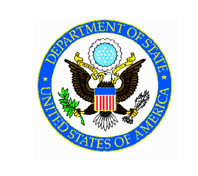 DEPARTMENT OF STATE
UNITED STATES OF AMERICA